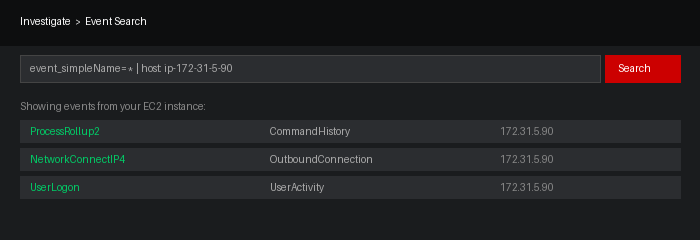 Investigate > Event Search
event_simpleName=* | host ip-172-31-5-90 Search
Showing events from your EC2 instance:
ProcessRollup2 CommandHistory 172.31.5.90
NetworkConnectIP4 OutboundConnection 172.31.5.90
UserLogon UserActivity 172.31.5.90